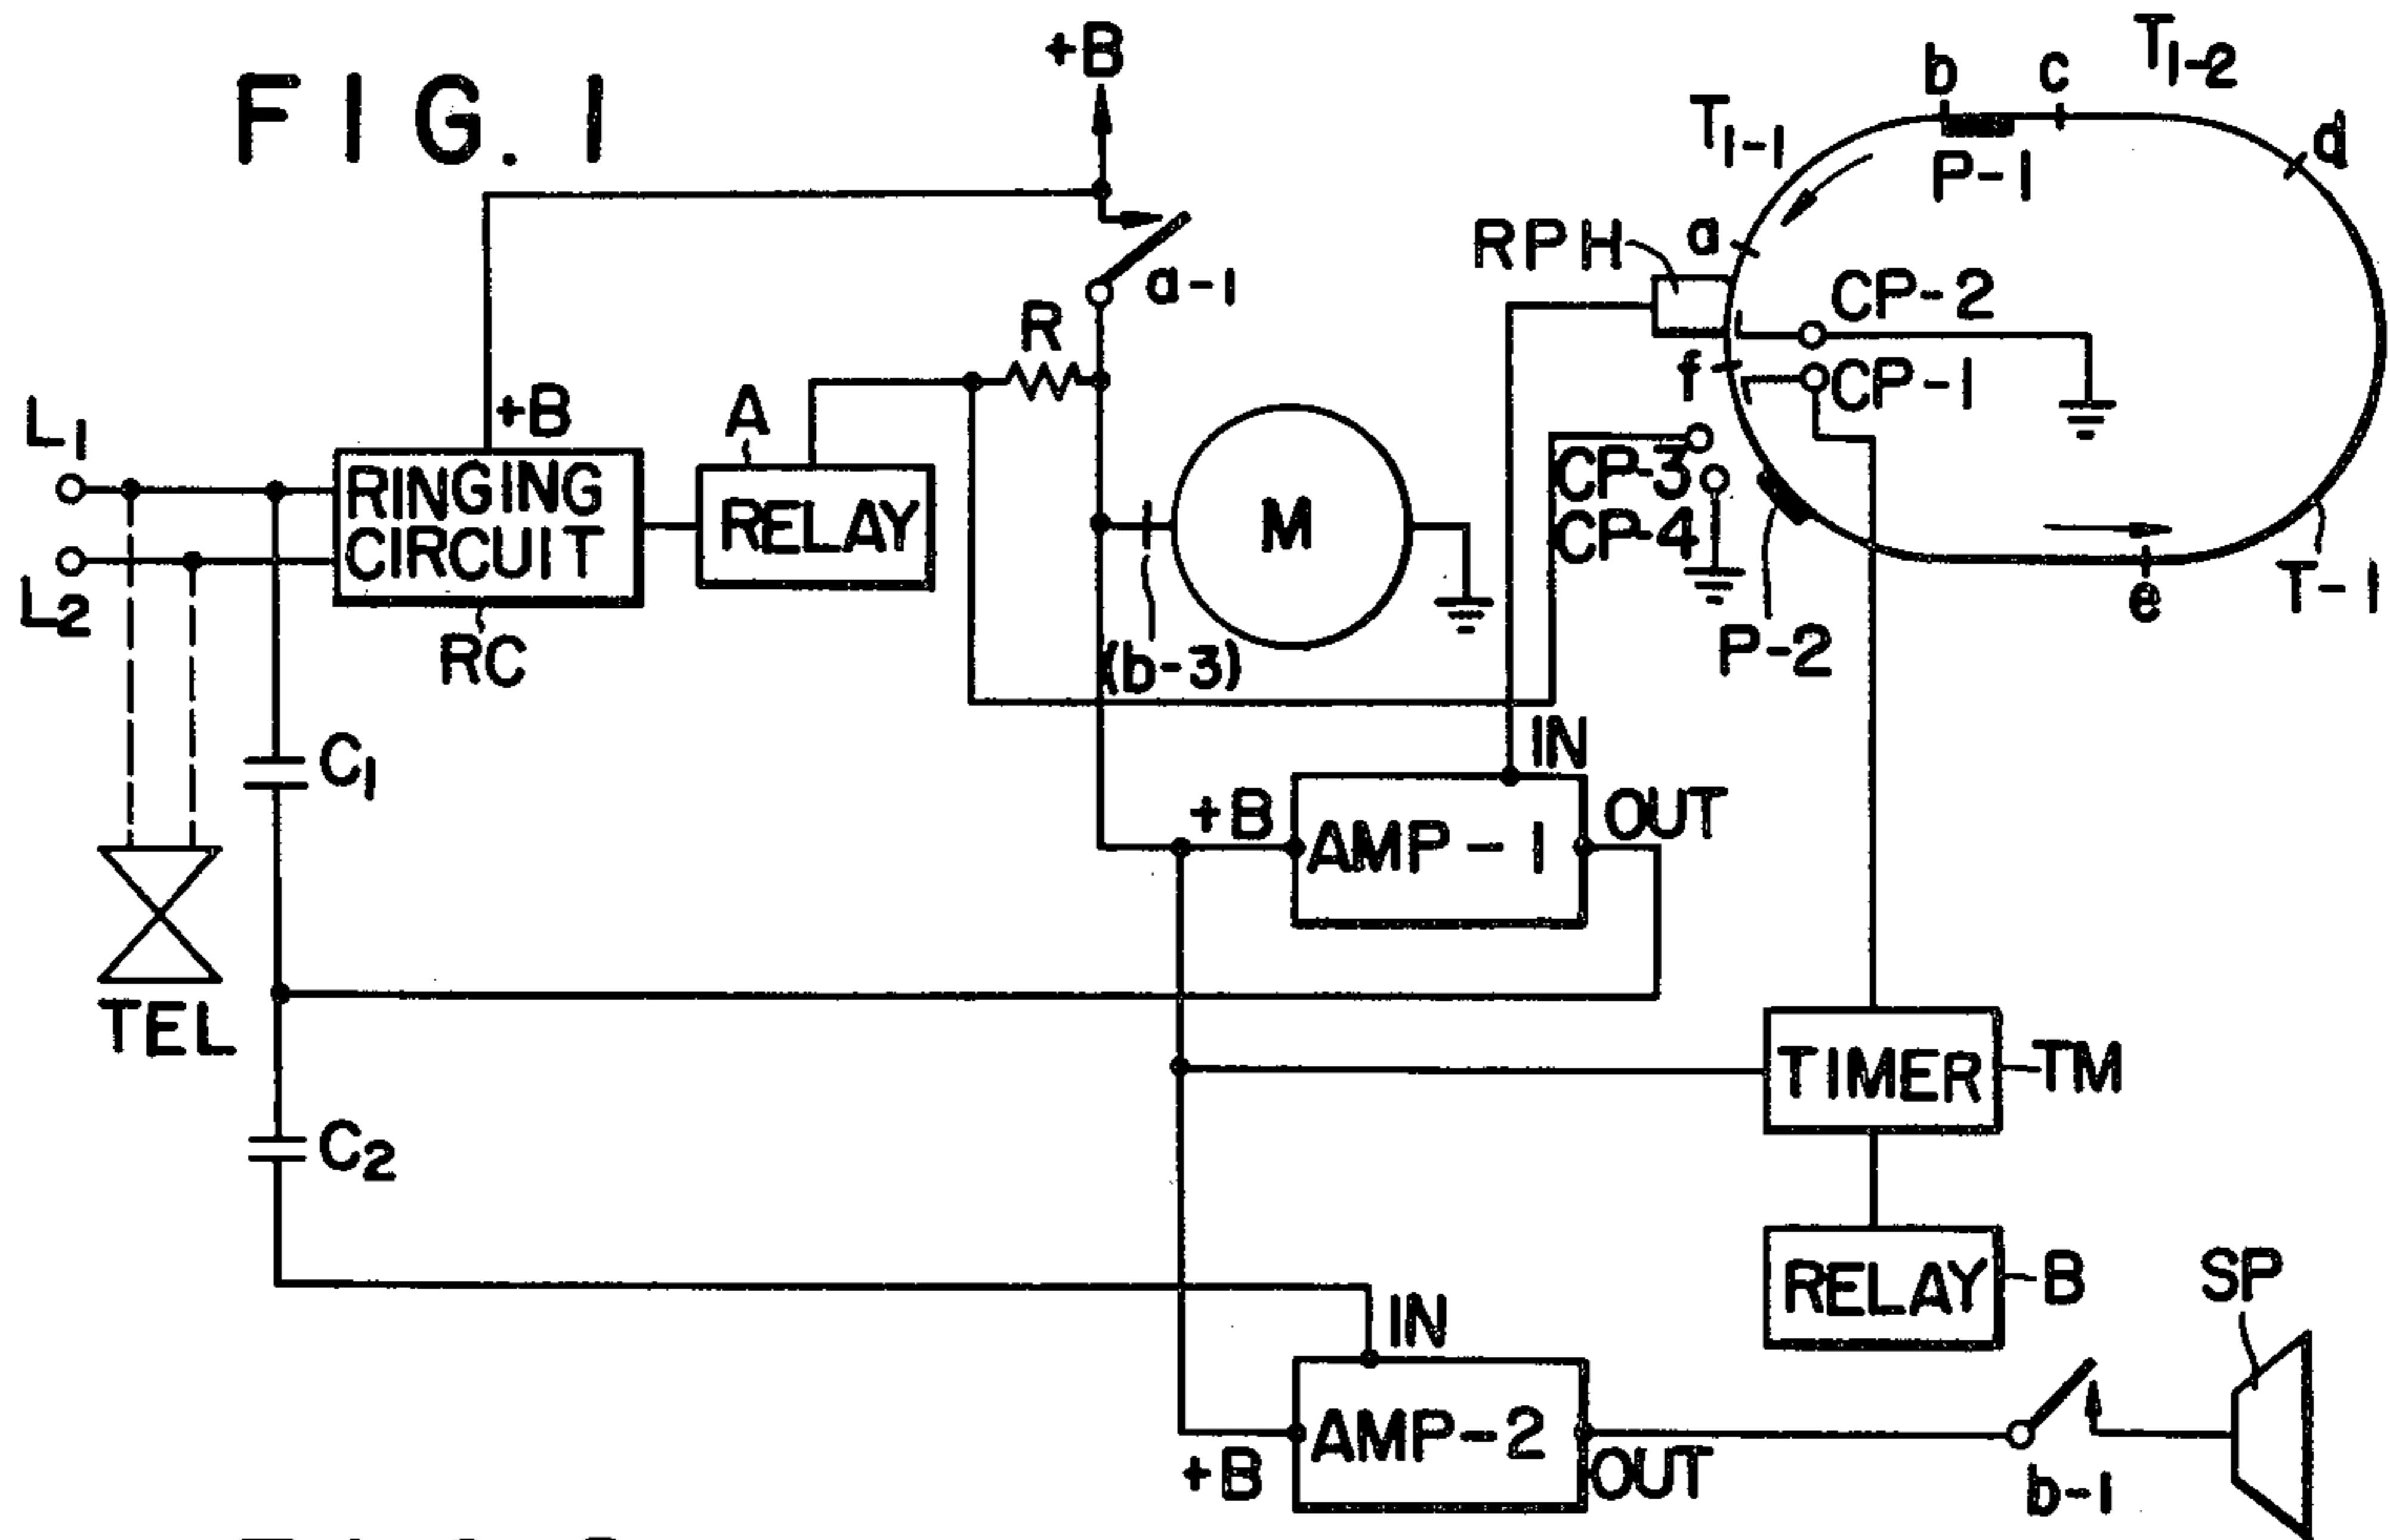 FIG. 1
+B
T1-1
b
c
T1-2
d
P-1
RPH
a
CP-2
a-1
R
f
CP-1
L1
+B
A
RINGING
CIRCUIT
RELAY
M
CP-3
CP-4
L2
RC
(b-3)
P-2
e
T-1
C1
IN
+B
AMP-1
OUT
TEL
TIMER
TM
C2
RELAY
B
SP
IN
AMP-2
+B
OUT
b-1